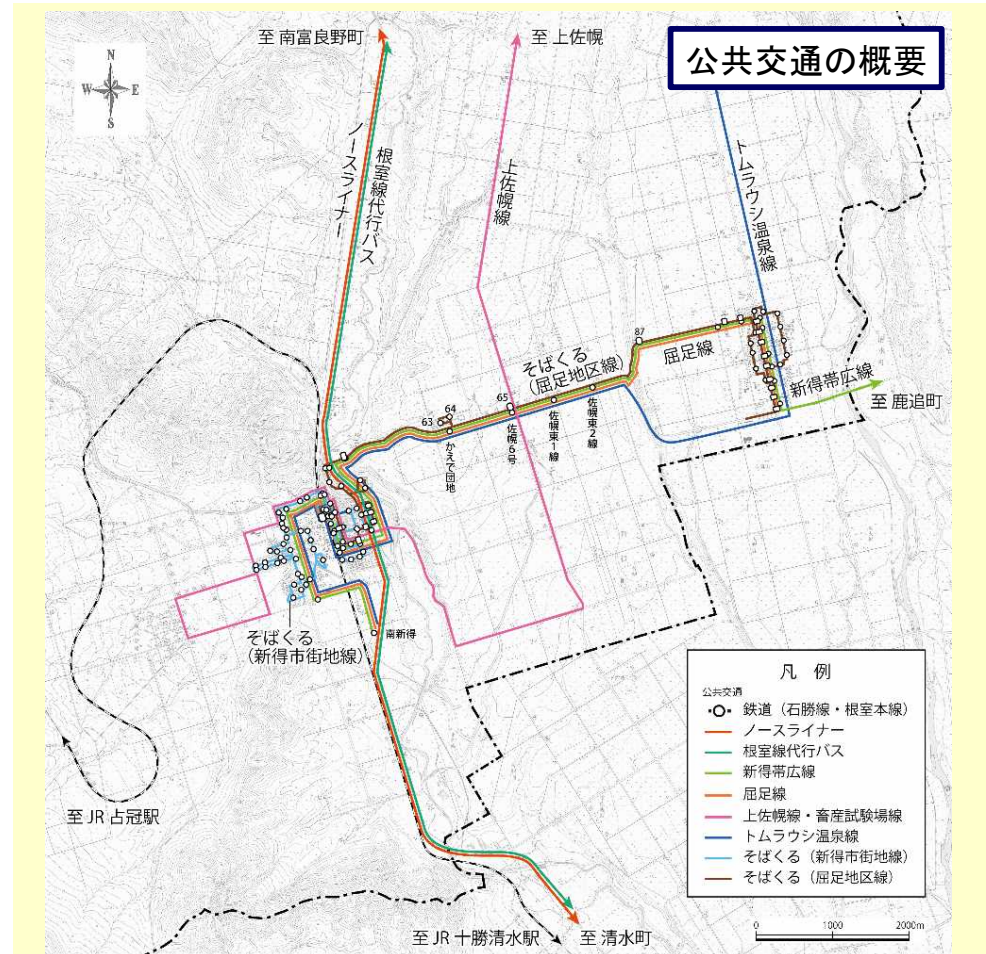 公共交通の概要
至 南富良野町
至 上佐幌
N
W
E
S
ノースライナー
根室線代行バス
上佐幌線
トムラウシ温泉線
87
そばくる
(屈足地区線)
屈足線
新得帯広線
至 鹿追町
63
64
65
かえで団地
佐幌6号
佐幌東1線
佐幌東2線
そばくる
(新得市街地線)
南新得
至 JR 占冠駅
至 JR 十勝清水駅
至 清水町
凡 例
公共交通
鉄道(石勝線・根室本線)
ノースライナー
根室線代行バス
新得帯広線
屈足線
上佐幌線・畜産試験場線
トムラウシ温泉線
そばくる(新得市街地線)
そばくる(屈足地区線)
0 1000 2000m